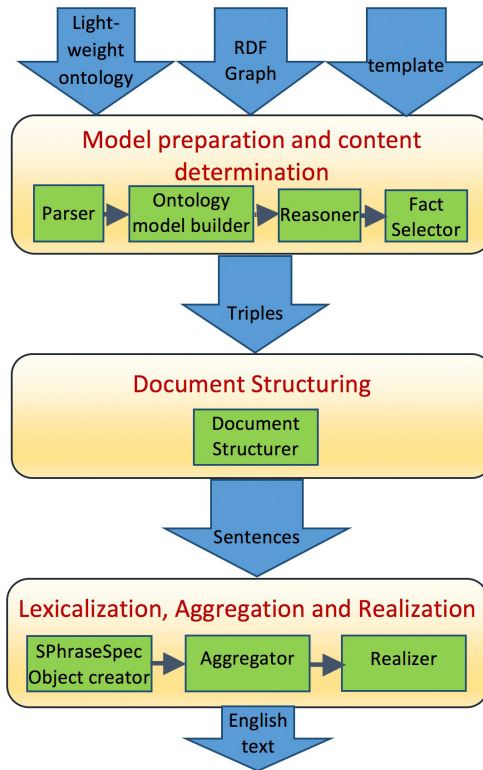 Light-
weight
ontology
RDF
Graph
template
Model preparation and content
determination
Parser
Ontology
model builder
Reasoner
Fact
Selector
Triples
Document Structuring
Document
Structurer
Sentences
Lexicalization, Aggregation and Realization
SPhraseSpec
Object creator
Aggregator
Realizer
English
text